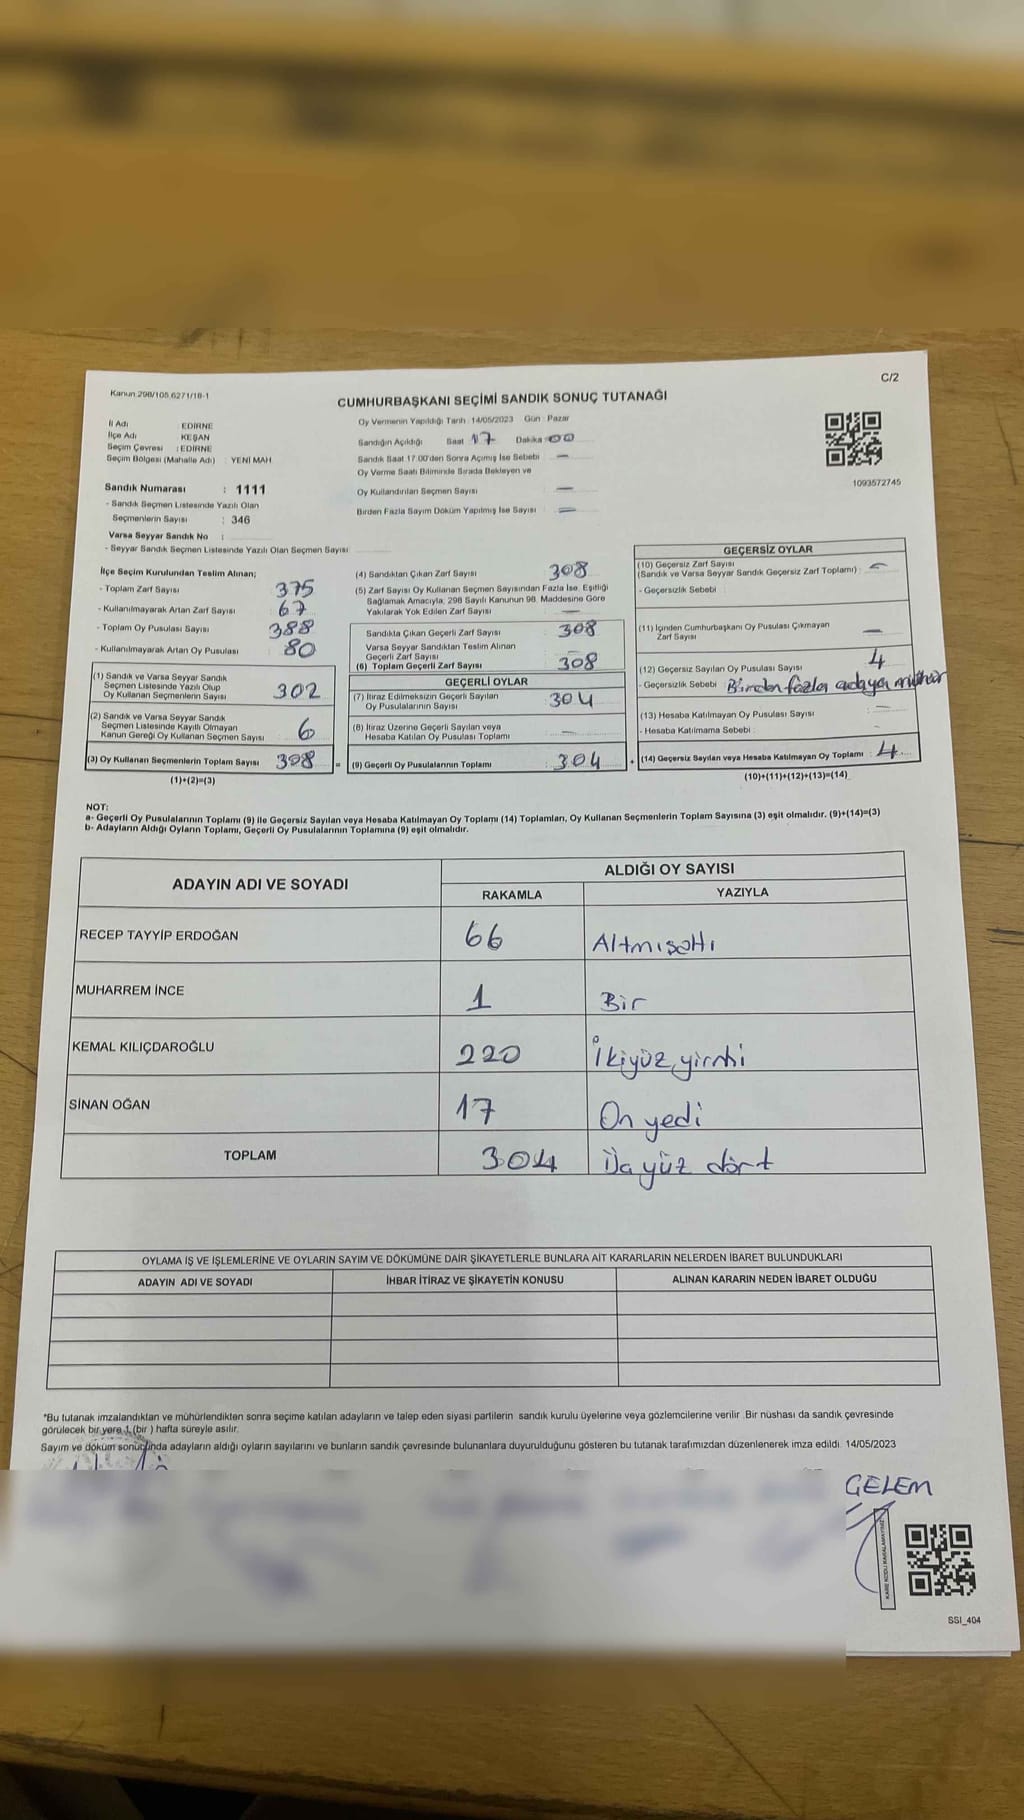 C/2
Kanun:298/105,6271/18-1
CUMHURBAŞKANI SEÇİMİ SANDIK SONUÇ TUTANAĞI
İl Adı : EDİRNE
İlçe Adı : KEŞAN
Seçim Çevresi : EDİRNE
Seçim Bölgesi (Mahalle Adı) : YENİ MAH
Sandık Numarası : 1111
- Sandık Seçmen Listesinde Yazılı Olan
Seçmenlerin Sayısı : 346
Varsa Seyyar Sandık No :
- Seyyar Sandık Seçmen Listesinde Yazılı Olan Seçmen Sayısı
Oy Vermenin Yapıldığı Tarih : 14/05/2023 Gün : Pazar
Sandığın Açıldığı Saat 17 Dakika 00
Sandık Saat 17:00'den Sonra Açımış İse Sebebi —
Oy Verme Saati Bitiminde Sırada Bekleyen ve
Oy Kullandırılan Seçmen Sayısı —
Birden Fazla Sayım Döküm Yapılmış İse Sayısı
1093572745
İlçe Seçim Kurulundan Teslim Alınan;
- Toplam Zarf Sayısı 375
- Kullanılmayarak Artan Zarf Sayısı 67
- Toplam Oy Pusulası Sayısı 388
- Kullanılmayarak Artan Oy Pusulası 80
(1) Sandık ve Varsa Seyyar Sandık
Seçmen Listesinde Yazılı Olup
Oy Kullanan Seçmenlerin Sayısı 302
(2) Sandık ve Varsa Seyyar Sandık
Seçmen Listesinde Kayıtlı Olmayan
Kanun Gereği Oy Kullanan Seçmen Sayısı 6
(3) Oy Kullanan Seçmenlerin Toplam Sayısı 308 =
(1)+(2)=(3)
(4) Sandıktan Çıkan Zarf Sayısı 308
(5) Zarf Sayısı Oy Kullanan Seçmen Sayısından Fazla İse, Eşitliği
Sağlamak Amacıyla, 298 Sayılı Kanunun 98. Maddesine Göre
Yakılarak Yok Edilen Zarf Sayısı —
Sandıkta Çıkan Geçerli Zarf Sayısı 308
Varsa Seyyar Sandıktan Teslim Alınan
Geçerli Zarf Sayısı
(6) Toplam Geçerli Zarf Sayısı 308
GEÇERLİ OYLAR
(7) İtiraz Edilmeksizin Geçerli Sayılan
Oy Pusulalarının Sayısı 304
(8) İtiraz Üzerine Geçerli Sayılan veya
Hesaba Katılan Oy Pusulası Toplamı —
(9) Geçerli Oy Pusulalarının Toplamı : 304 +
GEÇERSİZ OYLAR
(10) Geçersiz Zarf Sayısı
(Sandık ve Varsa Seyyar Sandık Geçersiz Zarf Toplamı) : —
- Geçersizlik Sebebi :
(11) İçinden Cumhurbaşkanı Oy Pusulası Çıkmayan
Zarf Sayısı —
(12) Geçersiz Sayılan Oy Pusulası Sayısı 4
- Geçersizlik Sebebi : Birden fazla adaya mühür
(13) Hesaba Katılmayan Oy Pusulası Sayısı —
- Hesaba Katılmama Sebebi : —
(14) Geçersiz Sayılan veya Hesaba Katılmayan Oy Toplamı : 4
(10)+(11)+(12)+(13)=(14)
NOT:
a- Geçerli Oy Pusulalarının Toplamı (9) ile Geçersiz Sayılan veya Hesaba Katılmayan Oy Toplamı (14) Toplamları, Oy Kullanan Seçmenlerin Toplam Sayısına (3) eşit olmalıdır. (9)+(14)=(3)
b- Adayların Aldığı Oyların Toplamı, Geçerli Oy Pusulalarının Toplamına (9) eşit olmalıdır.
ADAYIN ADI VE SOYADI ALDIĞI OY SAYISI
RAKAMLA YAZIYLA
RECEP TAYYİP ERDOĞAN 66 Altmışaltı
MUHARREM İNCE 1 Bir
KEMAL KILIÇDAROĞLU 220 İkiyüz yirmi
SİNAN OĞAN 17 On yedi
TOPLAM 304 Üçyüz dört
OYLAMA İŞ VE İŞLEMLERİNE VE OYLARIN SAYIM VE DÖKÜMÜNE DAİR ŞİKAYETLERLE BUNLARA AİT KARARLARIN NELERDEN İBARET BULUNDUKLARI
ADAYIN ADI VE SOYADI İHBAR İTİRAZ VE ŞİKAYETİN KONUSU ALINAN KARARIN NEDEN İBARET OLDUĞU
*Bu tutanak imzalandıktan ve mühürlendikten sonra seçime katılan adayların ve talep eden siyasi partilerin sandık kurulu üyelerine veya gözlemcilerine verilir. Bir nüshası da sandık çevresinde
görülecek bir yere 1 (bir ) hafta süreyle asılır.
Sayım ve döküm sonucunda adayların aldığı oyların sayılarını ve bunların sandık çevresinde bulunanlara duyurulduğunu gösteren bu tutanak tarafımızdan düzenlenerek imza edildi. 14/05/2023
GELEM
KARE KODU KARALAMAYINIZ
SSI_404